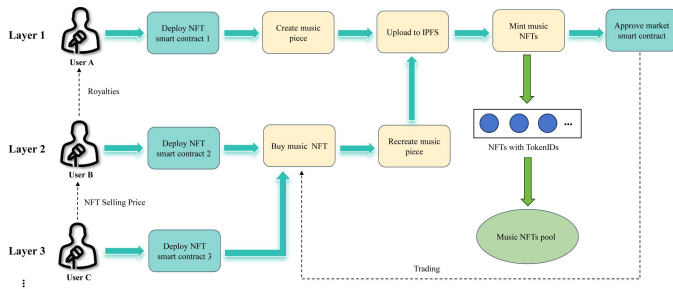 Layer 1
User A
Deploy NFT
smart contract 1
Create music
piece
Upload to IPFS
Mint music
NFTs
Approve market
smart contract
Royalties
NFTs with TokenIDs
...
Layer 2
User B
Deploy NFT
smart contract 2
Buy music NFT
Recreate music
piece
NFT Selling Price
Music NFTs pool
Layer 3
User C
Deploy NFT
smart contract 3
Trading
⋮